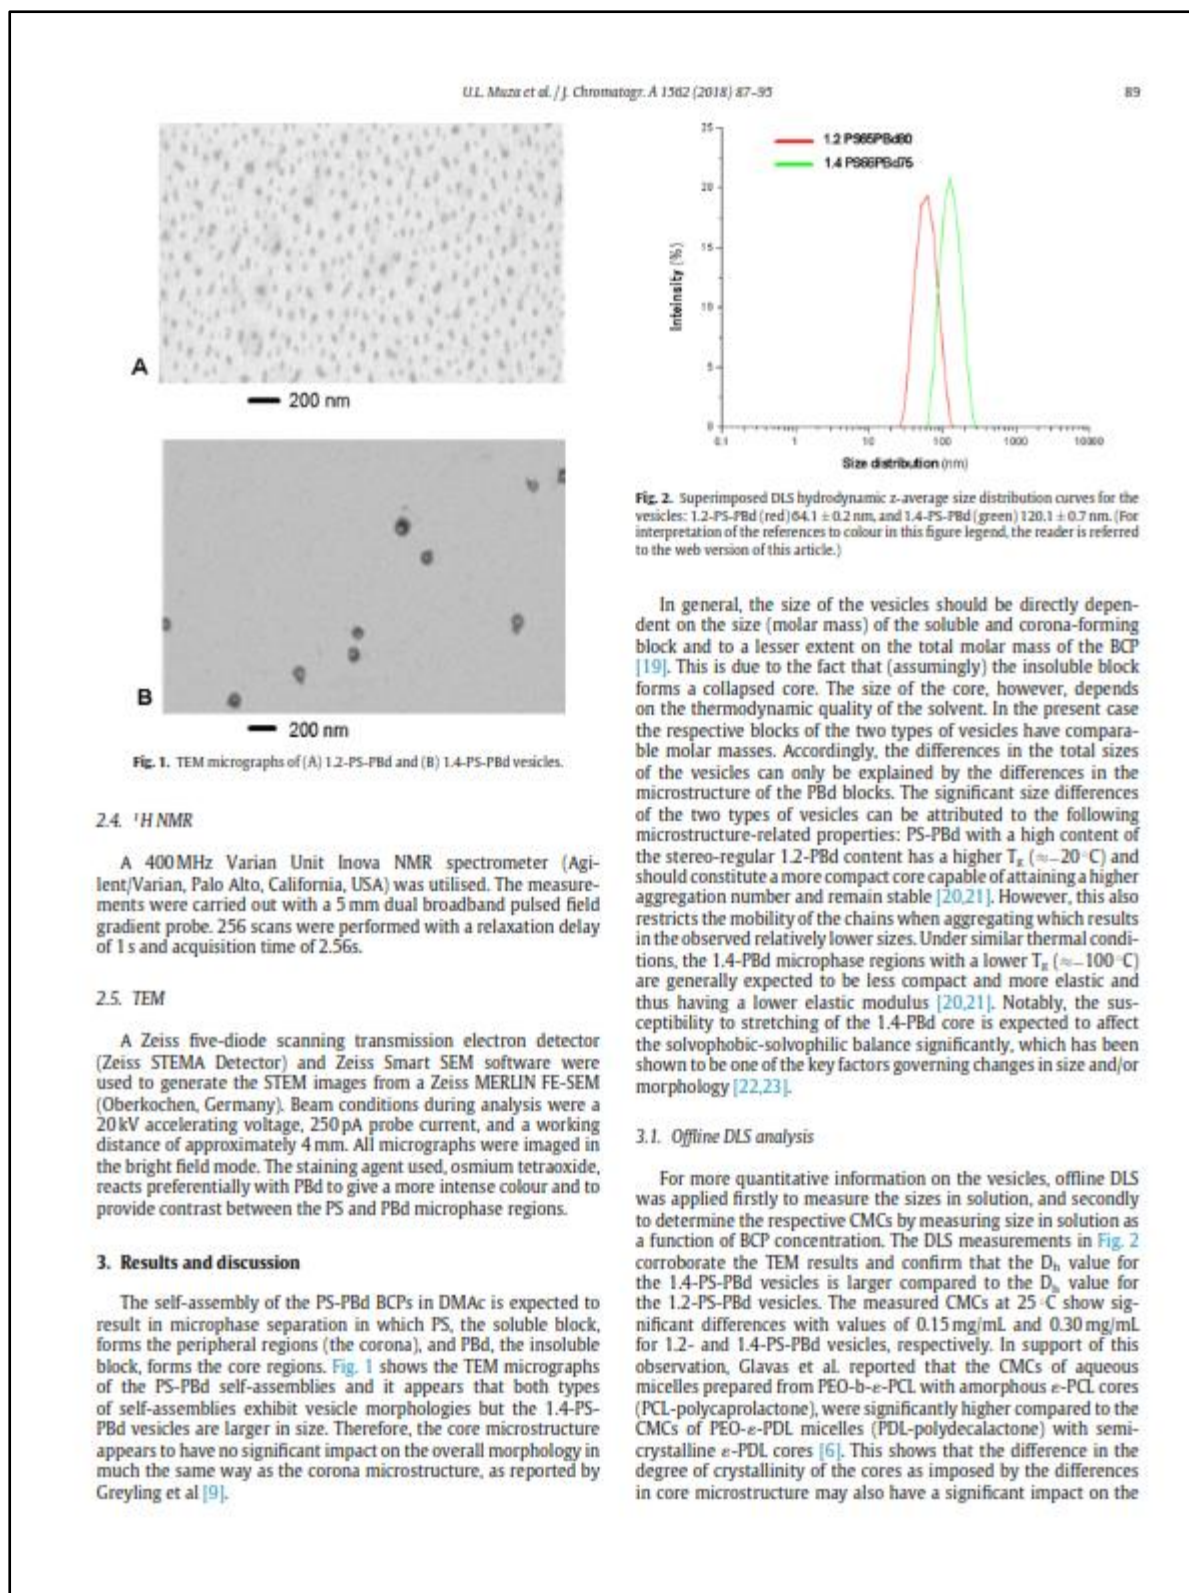 U.L. Muza et al. / J. Chromatogr. A 1562 (2018) 87–95
89
A
200 nm
B
200 nm
Fig. 1. TEM micrographs of (A) 1.2-PS-PBd and (B) 1.4-PS-PBd vesicles.
2.4. ¹H NMR
A 400 MHz Varian Unit Inova NMR spectrometer (Agi-
lent/Varian, Palo Alto, California, USA) was utilised. The measure-
ments were carried out with a 5 mm dual broadband pulsed field
gradient probe. 256 scans were performed with a relaxation delay
of 1 s and acquisition time of 2.56s.
2.5. TEM
A Zeiss five-diode scanning transmission electron detector
(Zeiss STEMA Detector) and Zeiss Smart SEM software were
used to generate the STEM images from a Zeiss MERLIN FE-SEM
(Oberkochen, Germany). Beam conditions during analysis were a
20 kV accelerating voltage, 250 pA probe current, and a working
distance of approximately 4 mm. All micrographs were imaged in
the bright field mode. The staining agent used, osmium tetraoxide,
reacts preferentially with PBd to give a more intense colour and to
provide contrast between the PS and PBd microphase regions.
3. Results and discussion
The self-assembly of the PS-PBd BCPs in DMAc is expected to
result in microphase separation in which PS, the soluble block,
forms the peripheral regions (the corona), and PBd, the insoluble
block, forms the core regions. Fig. 1 shows the TEM micrographs
of the PS-PBd self-assemblies and it appears that both types
of self-assemblies exhibit vesicle morphologies but the 1.4-PS-
PBd vesicles are larger in size. Therefore, the core microstructure
appears to have no significant impact on the overall morphology in
much the same way as the corona microstructure, as reported by
Greyling et al [9].
25
20
15
10
5
0
Inteinsity (%)
1.2 PS65PBd80
1.4 PS66PBd75
0.1 1 10 100 1000 10000
Size distribution (nm)
Fig. 2. Superimposed DLS hydrodynamic z-average size distribution curves for the
vesicles: 1.2-PS-PBd (red) 64.1 ± 0.2 nm, and 1.4-PS-PBd (green) 120.1 ± 0.7 nm. (For
interpretation of the references to colour in this figure legend, the reader is referred
to the web version of this article.)
In general, the size of the vesicles should be directly depen-
dent on the size (molar mass) of the soluble and corona-forming
block and to a lesser extent on the total molar mass of the BCP
[19]. This is due to the fact that (assumingly) the insoluble block
forms a collapsed core. The size of the core, however, depends
on the thermodynamic quality of the solvent. In the present case
the respective blocks of the two types of vesicles have compara-
ble molar masses. Accordingly, the differences in the total sizes
of the vesicles can only be explained by the differences in the
microstructure of the PBd blocks. The significant size differences
of the two types of vesicles can be attributed to the following
microstructure-related properties: PS-PBd with a high content of
the stereo-regular 1.2-PBd content has a higher Tg (≈−20 °C) and
should constitute a more compact core capable of attaining a higher
aggregation number and remain stable [20,21]. However, this also
restricts the mobility of the chains when aggregating which results
in the observed relatively lower sizes. Under similar thermal condi-
tions, the 1.4-PBd microphase regions with a lower Tg (≈−100 °C)
are generally expected to be less compact and more elastic and
thus having a lower elastic modulus [20,21]. Notably, the sus-
ceptibility to stretching of the 1.4-PBd core is expected to affect
the solvophobic-solvophilic balance significantly, which has been
shown to be one of the key factors governing changes in size and/or
morphology [22,23].
3.1. Offline DLS analysis
For more quantitative information on the vesicles, offline DLS
was applied firstly to measure the sizes in solution, and secondly
to determine the respective CMCs by measuring size in solution as
a function of BCP concentration. The DLS measurements in Fig. 2
corroborate the TEM results and confirm that the Dh value for
the 1.4-PS-PBd vesicles is larger compared to the Dh value for
the 1.2-PS-PBd vesicles. The measured CMCs at 25 °C show sig-
nificant differences with values of 0.15 mg/mL and 0.30 mg/mL
for 1.2- and 1.4-PS-PBd vesicles, respectively. In support of this
observation, Glavas et al. reported that the CMCs of aqueous
micelles prepared from PEO-b-ε-PCL with amorphous ε-PCL cores
(PCL-polycaprolactone), were significantly higher compared to the
CMCs of PEO-ε-PDL micelles (PDL-polydecalactone) with semi-
crystalline ε-PDL cores [6]. This shows that the difference in the
degree of crystallinity of the cores as imposed by the differences
in core microstructure may also have a significant impact on the